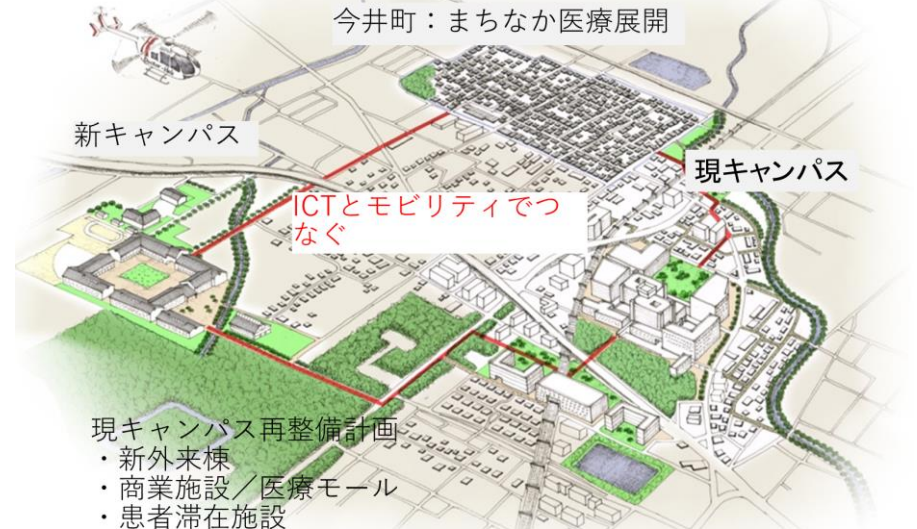 今井町：まちなか医療展開
新キャンパス
現キャンパス
ICTとモビリティでつ
なぐ
現キャンパス再整備計画
・新外来棟
・商業施設／医療モール
・患者滞在施設